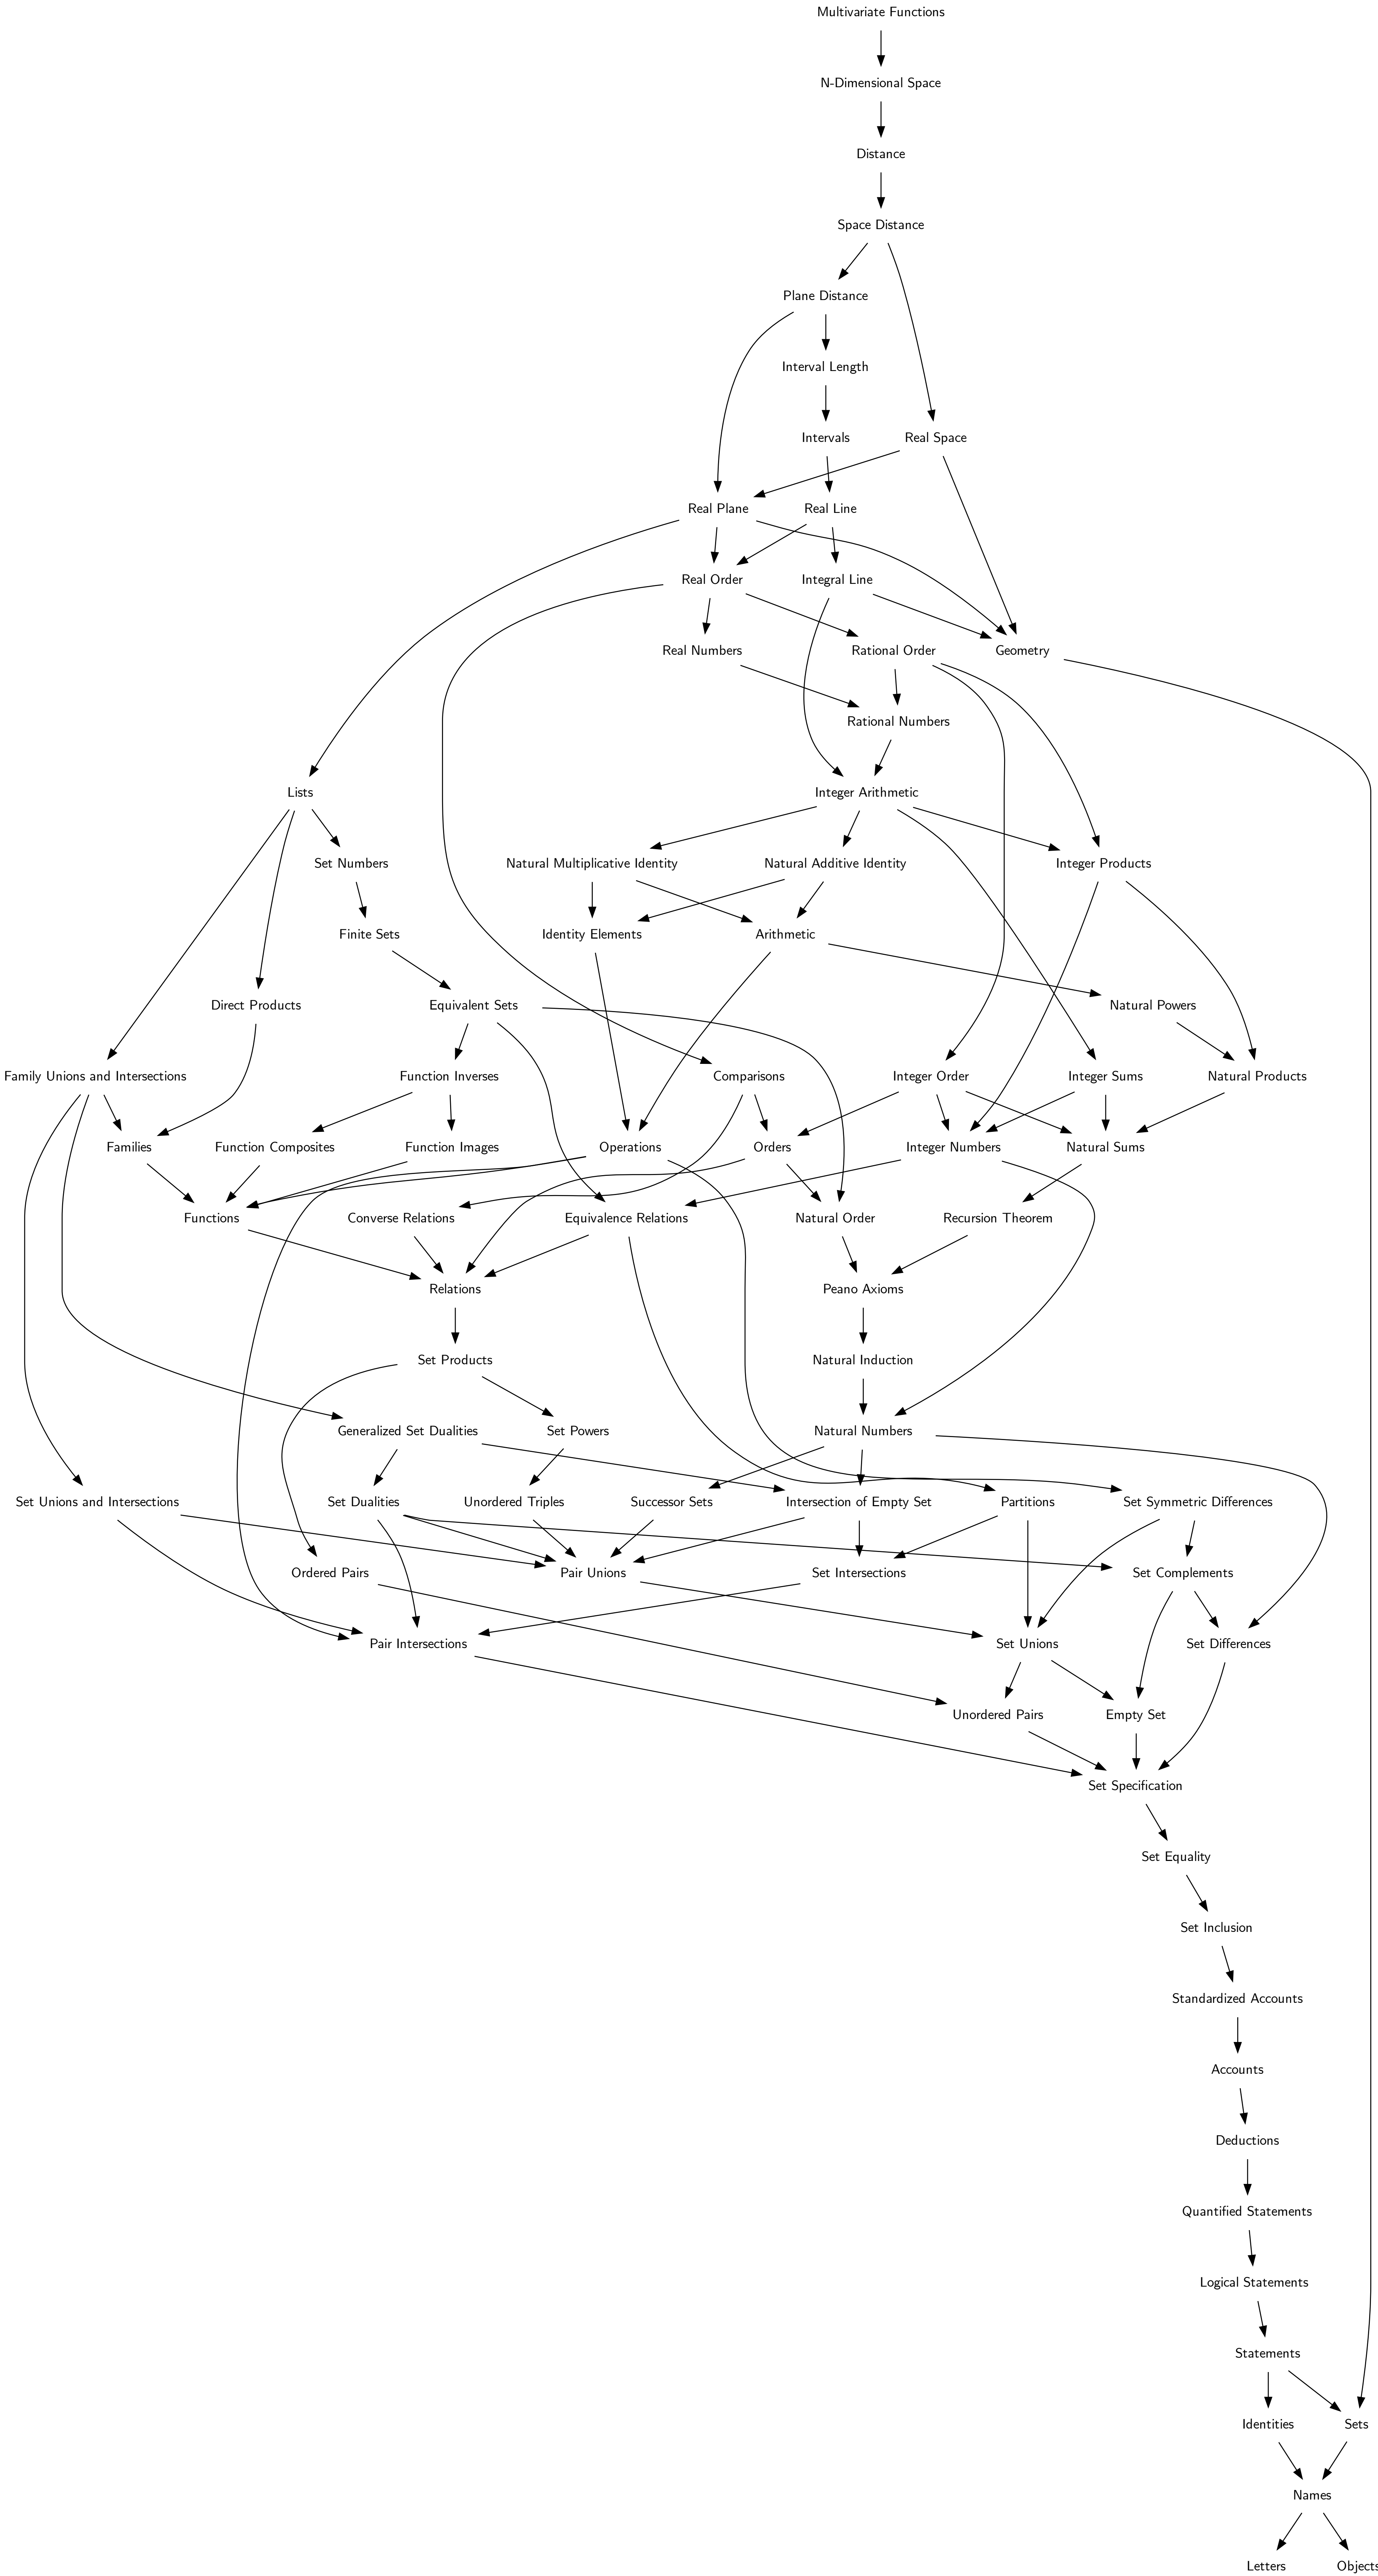 Multivariate Functions
N-Dimensional Space
Distance
Space Distance
Plane Distance
Interval Length
Intervals
Real Space
Real Plane
Real Line
Real Order
Integral Line
Real Numbers
Rational Order
Geometry
Rational Numbers
Lists
Integer Arithmetic
Set Numbers
Natural Multiplicative Identity
Natural Additive Identity
Integer Products
Finite Sets
Identity Elements
Arithmetic
Direct Products
Equivalent Sets
Natural Powers
Family Unions and Intersections
Function Inverses
Comparisons
Integer Order
Integer Sums
Natural Products
Families
Function Composites
Function Images
Operations
Orders
Integer Numbers
Natural Sums
Functions
Converse Relations
Equivalence Relations
Natural Order
Recursion Theorem
Relations
Peano Axioms
Set Products
Natural Induction
Generalized Set Dualities
Set Powers
Natural Numbers
Set Unions and Intersections
Set Dualities
Unordered Triples
Successor Sets
Intersection of Empty Set
Partitions
Set Symmetric Differences
Ordered Pairs
Pair Unions
Set Intersections
Set Complements
Pair Intersections
Set Unions
Set Differences
Unordered Pairs
Empty Set
Set Specification
Set Equality
Set Inclusion
Standardized Accounts
Accounts
Deductions
Quantified Statements
Logical Statements
Statements
Identities
Sets
Names
Letters
Objects